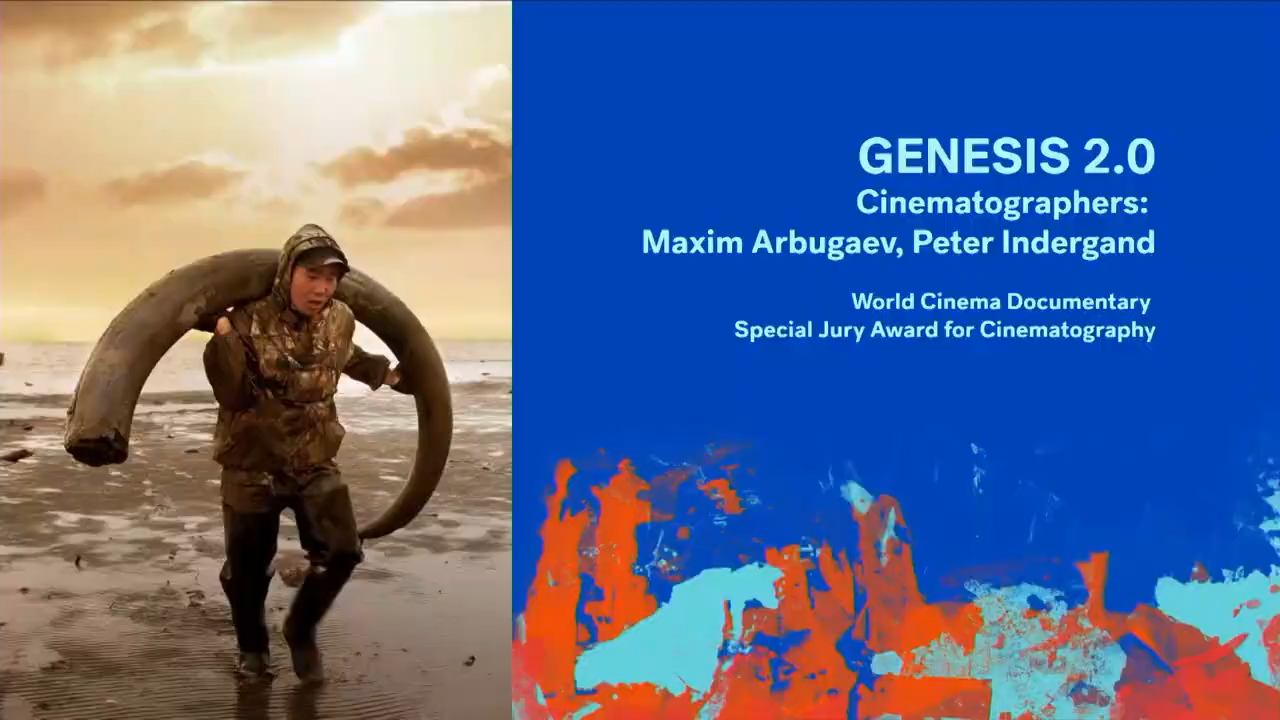 GENESIS 2.0
Cinematographers:
Maxim Arbugaev, Peter Indergand
World Cinema Documentary
Special Jury Award for Cinematography